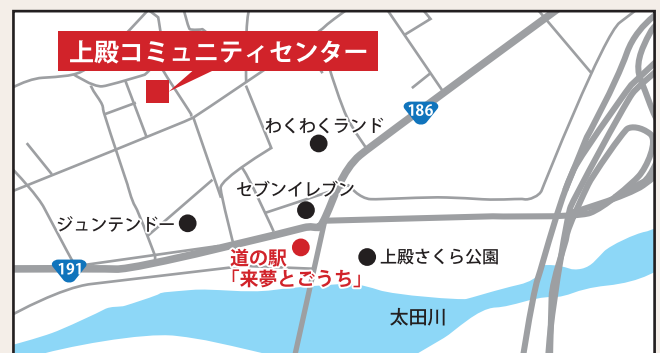 上殿コミュニティセンター
186
わくわくランド
セブンイレブン
ジュンテンドー
道の駅
「来夢とごうち」
上殿さくら公園
191
太田川